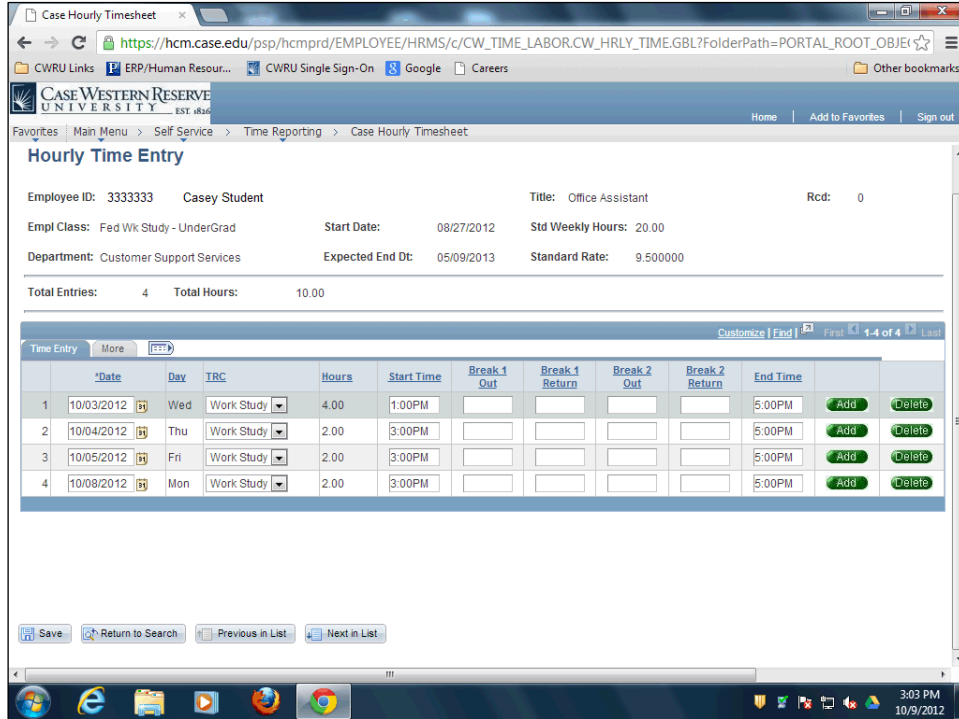 Case Hourly Timesheet
https://hcm.case.edu/psp/hcmprd/EMPLOYEE/HRMS/c/CW_TIME_LABOR.CW_HRLY_TIME.GBL?FolderPath=PORTAL_ROOT_OBJE
CWRU Links ERP/Human Resour... CWRU Single Sign-On Google Careers Other bookmarks
CASE WESTERN RESERVE
UNIVERSITY EST. 1826
Home | Add to Favorites | Sign out
Favorites Main Menu > Self Service > Time Reporting > Case Hourly Timesheet
Hourly Time Entry
Employee ID: 3333333 Casey Student Title: Office Assistant Rcd: 0
Empl Class: Fed Wk Study - UnderGrad Start Date: 08/27/2012 Std Weekly Hours: 20.00
Department: Customer Support Services Expected End Dt: 05/09/2013 Standard Rate: 9.500000
Total Entries: 4 Total Hours: 10.00
Customize | Find | First 1-4 of 4 Last
Time Entry More
*Date Day TRC Hours Start Time Break 1 Out Break 1 Return Break 2 Out Break 2 Return End Time
1 10/03/2012 Wed Work Study 4.00 1:00PM 5:00PM Add Delete
2 10/04/2012 Thu Work Study 2.00 3:00PM 5:00PM Add Delete
3 10/05/2012 Fri Work Study 2.00 3:00PM 5:00PM Add Delete
4 10/08/2012 Mon Work Study 2.00 3:00PM 5:00PM Add Delete
Save Return to Search Previous in List Next in List
3:03 PM
10/9/2012